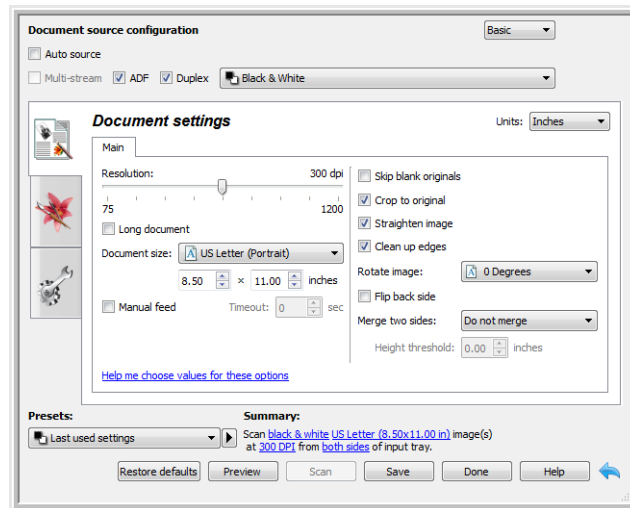 Document source configuration
Basic
Auto source
Multi-stream ADF Duplex Black & White
Document settings
Units: Inches
Main
Resolution: 300 dpi
75 1200
Long document
Document size: US Letter (Portrait)
8.50 × 11.00 inches
Manual feed Timeout: 0 sec
Skip blank originals
Crop to original
Straighten image
Clean up edges
Rotate image: 0 Degrees
Flip back side
Merge two sides: Do not merge
Height threshold: 0.00 inches
Help me choose values for these options
Presets:
Last used settings
Summary:
Scan black & white US Letter (8.50x11.00 in) image(s)
at 300 DPI from both sides of input tray.
Restore defaults Preview Scan Save Done Help